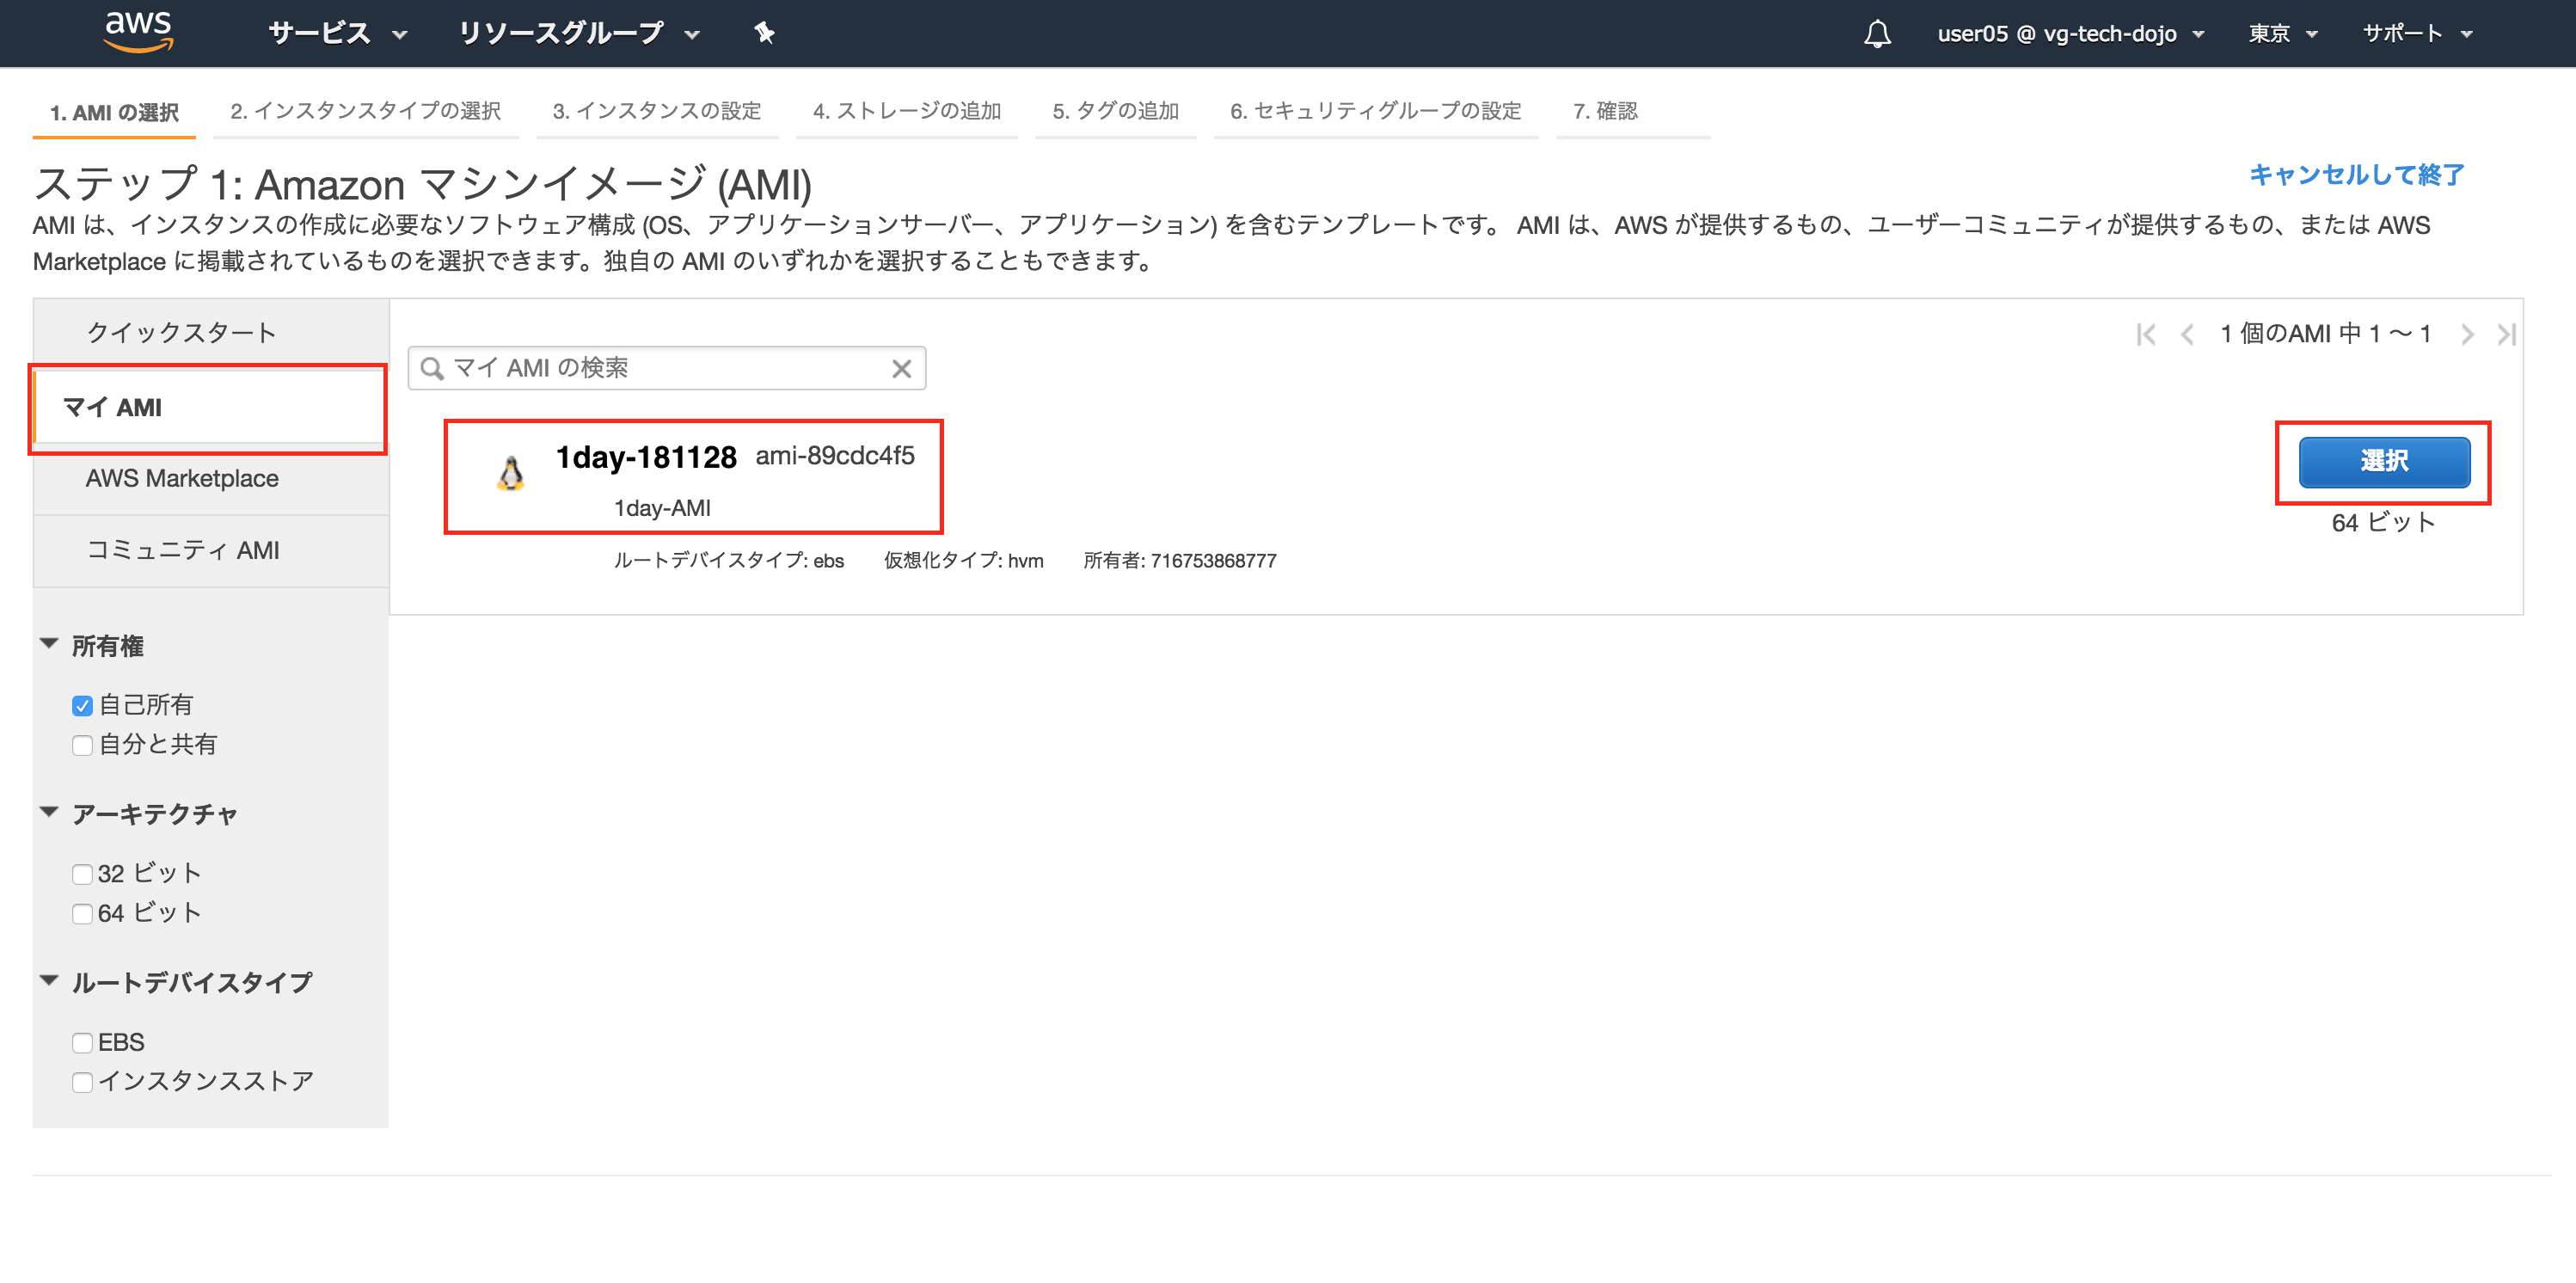 aws
サービス
リソースグループ
user05 @ vg-tech-dojo
東京
サポート
1. AMI の選択
2. インスタンスタイプの選択
3. インスタンスの設定
4. ストレージの追加
5. タグの追加
6. セキュリティグループの設定
7. 確認
ステップ 1: Amazon マシンイメージ (AMI)
キャンセルして終了
AMI は、インスタンスの作成に必要なソフトウェア構成 (OS、アプリケーションサーバー、アプリケーション) を含むテンプレートです。 AMI は、AWS が提供するもの、ユーザーコミュニティが提供するもの、または AWS
Marketplace に掲載されているものを選択できます。独自の AMI のいずれかを選択することもできます。
クイックスタート
マイ AMI
AWS Marketplace
コミュニティ AMI
所有権
自己所有
自分と共有
アーキテクチャ
32 ビット
64 ビット
ルートデバイスタイプ
EBS
インスタンスストア
1 個のAMI 中 1 〜 1
マイ AMI の検索
1day-181128 ami-89cdc4f5
1day-AMI
ルートデバイスタイプ: ebs 仮想化タイプ: hvm 所有者: 716753868777
選択
64 ビット